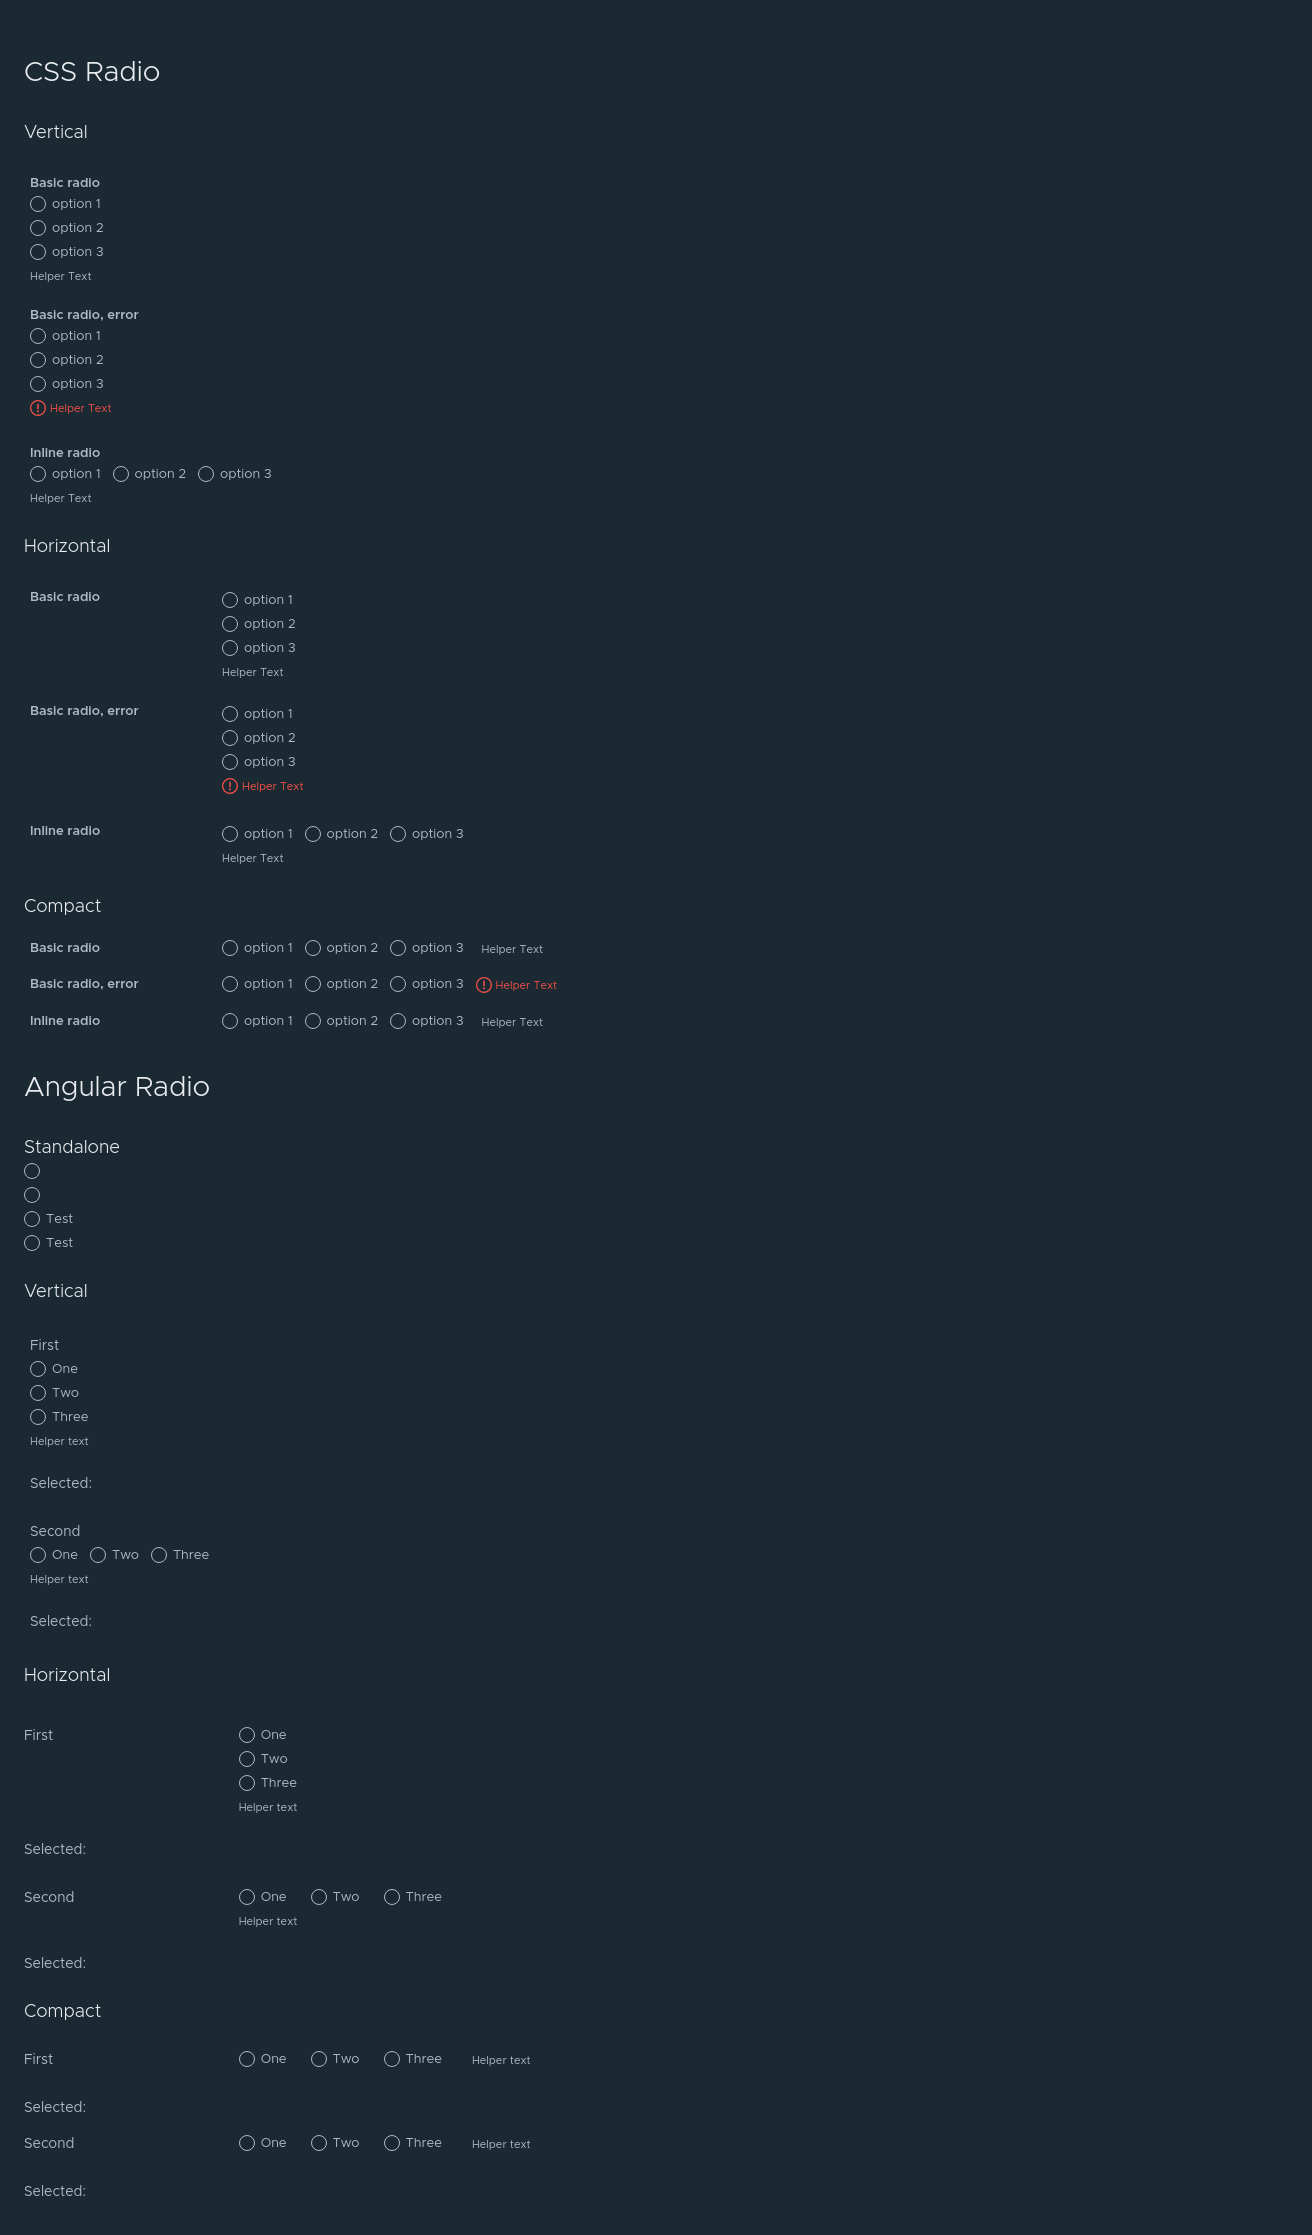 CSS Radio
Vertical
Basic radio
option 1
option 2
option 3
Helper Text
Basic radio, error
option 1
option 2
option 3
Helper Text
Inline radio
option 1 option 2 option 3
Helper Text
Horizontal
Basic radio option 1
option 2
option 3
Helper Text
Basic radio, error option 1
option 2
option 3
Helper Text
Inline radio option 1 option 2 option 3
Helper Text
Compact
Basic radio option 1 option 2 option 3 Helper Text
Basic radio, error option 1 option 2 option 3 Helper Text
Inline radio option 1 option 2 option 3 Helper Text
Angular Radio
Standalone
Test
Test
Vertical
First
One
Two
Three
Helper text
Selected:
Second
One Two Three
Helper text
Selected:
Horizontal
First One
Two
Three
Helper text
Selected:
Second One Two Three
Helper text
Selected:
Compact
First One Two Three Helper text
Selected:
Second One Two Three Helper text
Selected: